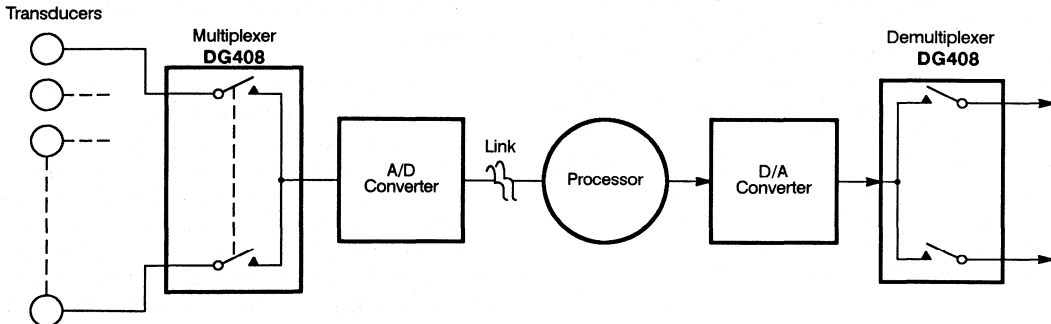 Transducers
Multiplexer
DG408
A/D
Converter
Link
Processor
D/A
Converter
Demultiplexer
DG408